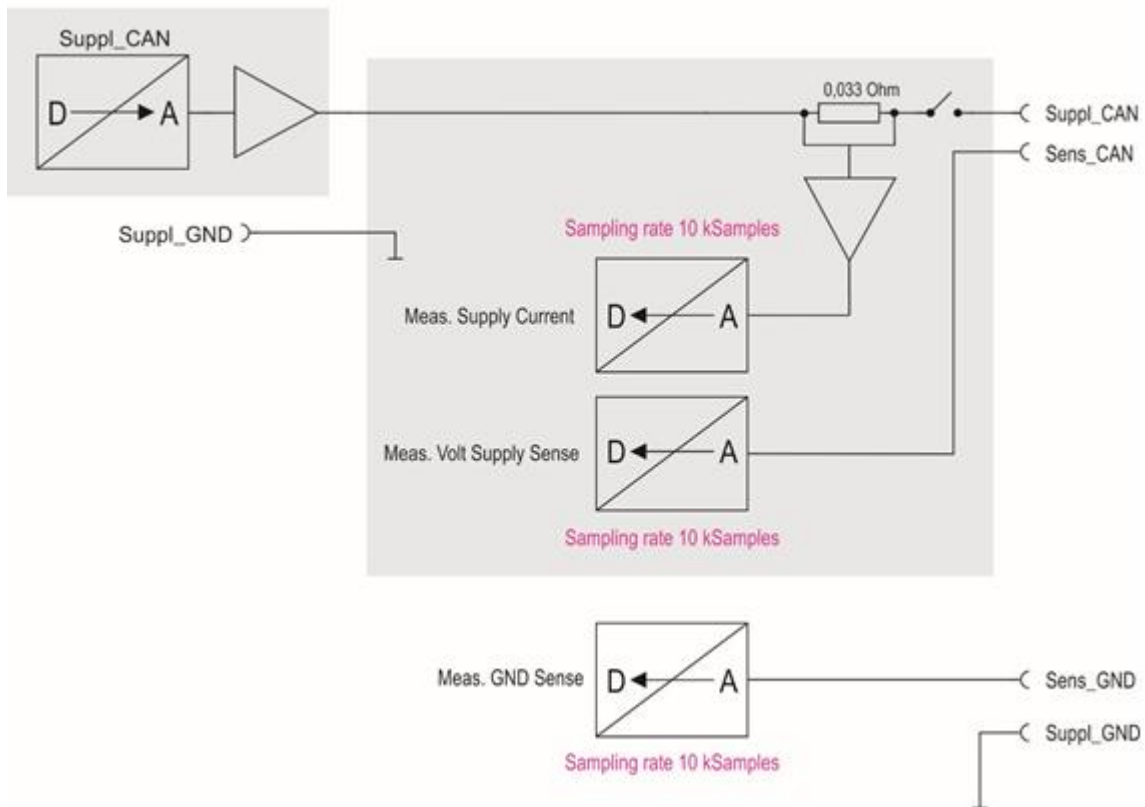 Suppl_CAN
D A
0,033 Ohm
Suppl_CAN
Sens_CAN
Suppl_GND
Sampling rate 10 kSamples
Meas. Supply Current
D A
Meas. Volt Supply Sense
D A
Sampling rate 10 kSamples
Meas. GND Sense
D A
Sens_GND
Suppl_GND
Sampling rate 10 kSamples